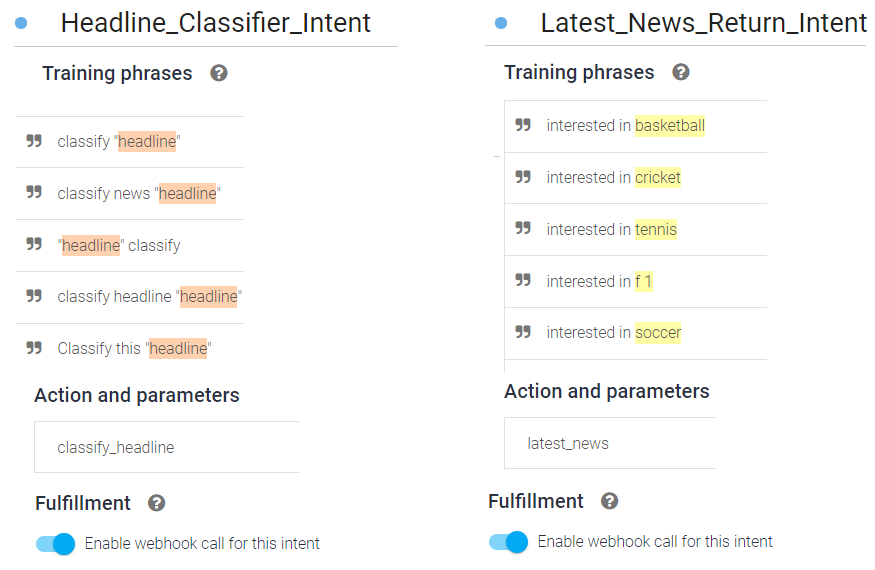 Headline_Classifier_Intent
Training phrases ?
classify "headline"
classify news "headline"
"headline" classify
classify headline "headline"
Classify this "headline"
Action and parameters
classify_headline
Fulfillment ?
Enable webhook call for this intent
Latest_News_Return_Intent
Training phrases ?
interested in basketball
interested in cricket
interested in tennis
interested in f 1
interested in soccer
Action and parameters
latest_news
Fulfillment ?
Enable webhook call for this intent